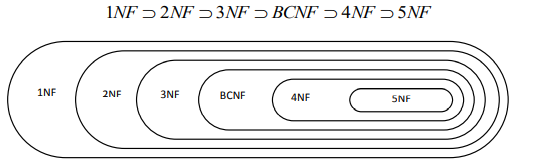 1NF ⊃ 2NF ⊃ 3NF ⊃ BCNF ⊃ 4NF ⊃ 5NF
1NF 2NF 3NF BCNF 4NF 5NF